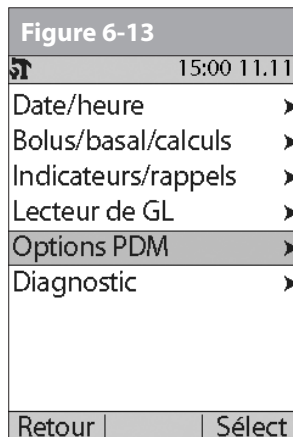 Figure 6-13
15:00 11.11
Date/heure
Bolus/basal/calculs
Indicateurs/rappels
Lecteur de GL
Options PDM
Diagnostic
Retour | | Sélect